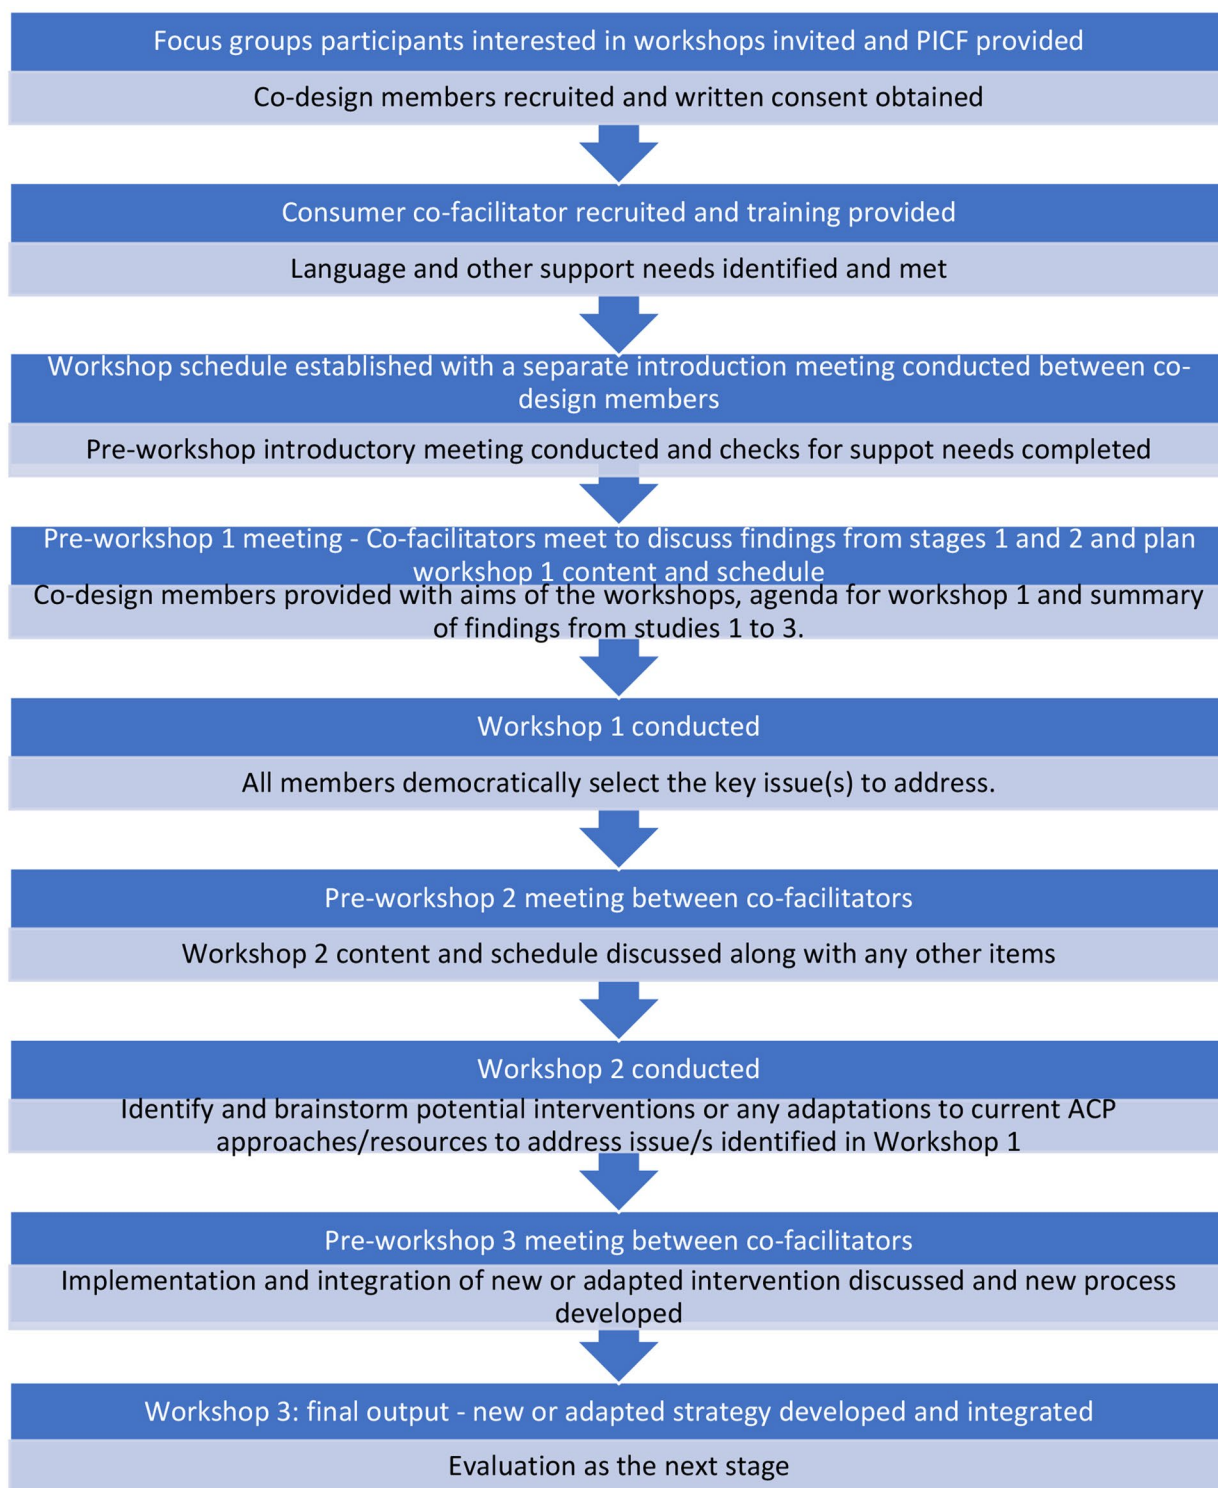 Focus groups participants interested in workshops invited and PICF provided
Co-design members recruited and written consent obtained
Consumer co-facilitator recruited and training provided
Language and other support needs identified and met
Workshop schedule established with a separate introduction meeting conducted between co-
design members
Pre-workshop introductory meeting conducted and checks for suppot needs completed
Pre-workshop 1 meeting - Co-facilitators meet to discuss findings from stages 1 and 2 and plan
workshop 1 content and schedule
Co-design members provided with aims of the workshops, agenda for workshop 1 and summary
of findings from studies 1 to 3.
Workshop 1 conducted
All members democratically select the key issue(s) to address.
Pre-workshop 2 meeting between co-facilitators
Workshop 2 content and schedule discussed along with any other items
Workshop 2 conducted
Identify and brainstorm potential interventions or any adaptations to current ACP
approaches/resources to address issue/s identified in Workshop 1
Pre-workshop 3 meeting between co-facilitators
Implementation and integration of new or adapted intervention discussed and new process
developed
Workshop 3: final output - new or adapted strategy developed and integrated
Evaluation as the next stage